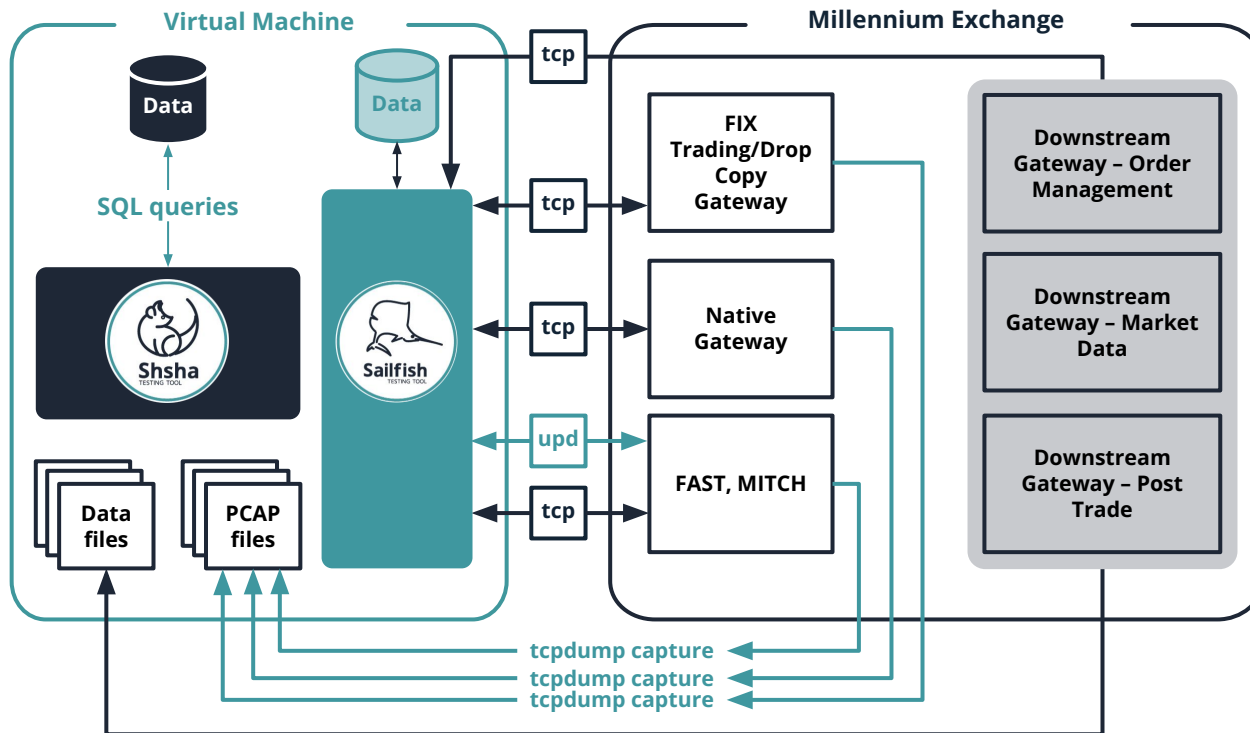 Virtual Machine
Millennium Exchange
Data
Data
SQL queries
Shsha
TESTING TOOL
Sailfish
TESTING TOOL
Data
files
PCAP
files
tcp
tcp
tcp
upd
tcp
FIX
Trading/Drop
Copy
Gateway
Native
Gateway
FAST, MITCH
Downstream
Gateway – Order
Management
Downstream
Gateway – Market
Data
Downstream
Gateway – Post
Trade
tcpdump capture
tcpdump capture
tcpdump capture